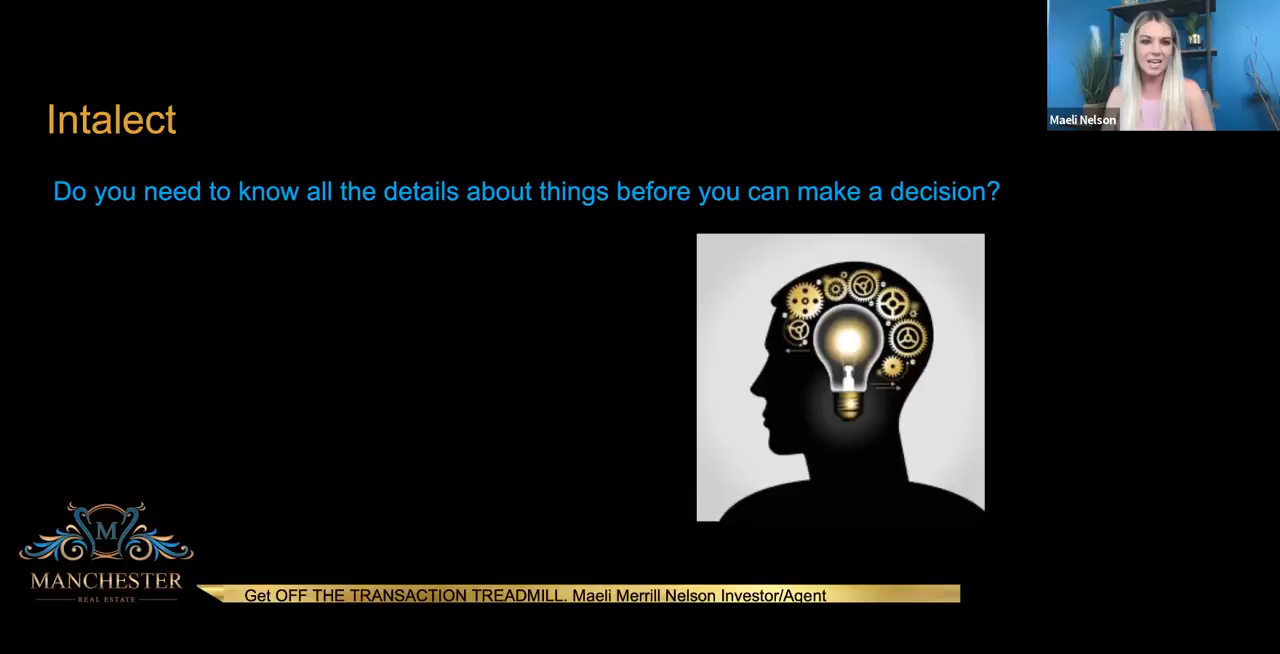 Maeli Nelson
Intalect
Do you need to know all the details about things before you can make a decision?
M
MANCHESTER
REAL ESTATE
Get OFF THE TRANSACTION TREADMILL. Maeli Merrill Nelson Investor/Agent